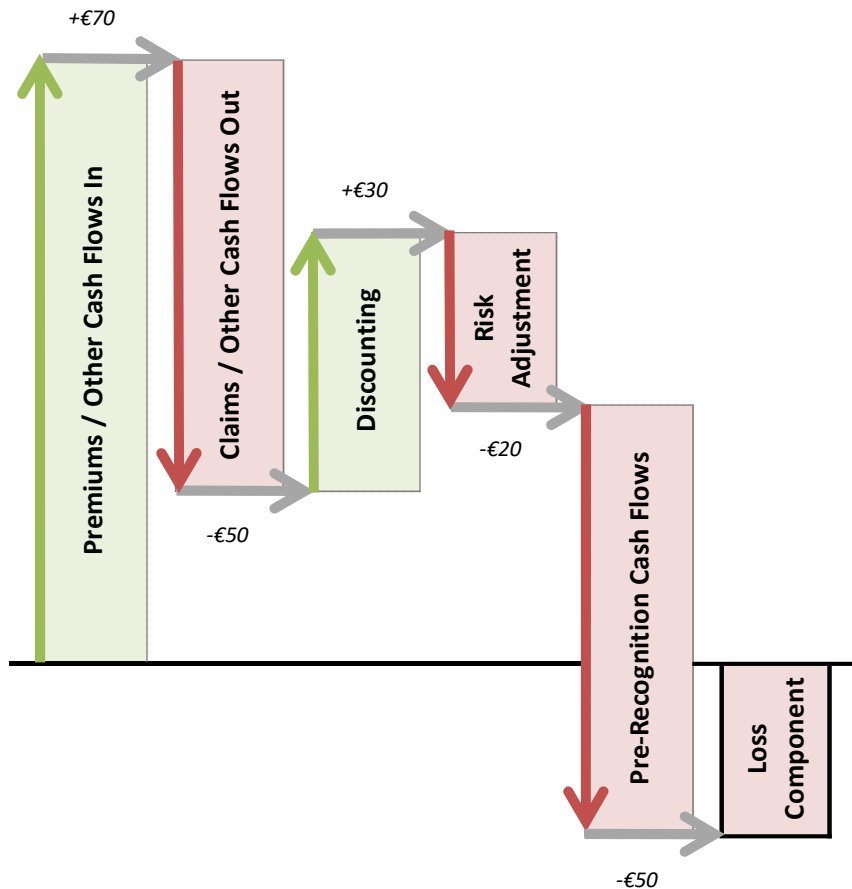 +€70
Premiums / Other Cash Flows In
Claims / Other Cash Flows Out
-€50
+€30
Discounting
Risk
Adjustment
-€20
Pre-Recognition Cash Flows
-€50
Loss
Component